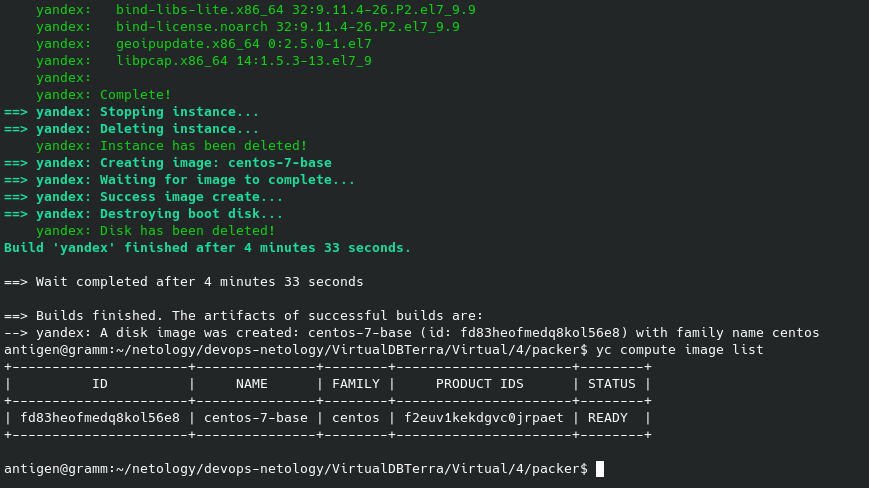 yandex:   bind-libs-lite.x86_64 32:9.11.4-26.P2.el7_9.9
yandex:   bind-license.noarch 32:9.11.4-26.P2.el7_9.9
yandex:   geoipupdate.x86_64 0:2.5.0-1.el7
yandex:   libpcap.x86_64 14:1.5.3-13.el7_9
yandex:
yandex: Complete!
==> yandex: Stopping instance...
==> yandex: Deleting instance...
yandex: Instance has been deleted!
==> yandex: Creating image: centos-7-base
==> yandex: Waiting for image to complete...
==> yandex: Success image create...
==> yandex: Destroying boot disk...
yandex: Disk has been deleted!
Build 'yandex' finished after 4 minutes 33 seconds.

==> Wait completed after 4 minutes 33 seconds

==> Builds finished. The artifacts of successful builds are:
--> yandex: A disk image was created: centos-7-base (id: fd83heofmedq8kol56e8) with family name centos
antigen@gramm:~/netology/devops-netology/VirtualDBTerra/Virtual/4/packer$ yc compute image list
+----------------------+---------------+--------+----------------------+--------+
|          ID          |     NAME      | FAMILY |     PRODUCT IDS      | STATUS |
+----------------------+---------------+--------+----------------------+--------+
| fd83heofmedq8kol56e8 | centos-7-base | centos | f2euv1kekdgvc0jrpaet | READY  |
+----------------------+---------------+--------+----------------------+--------+

antigen@gramm:~/netology/devops-netology/VirtualDBTerra/Virtual/4/packer$